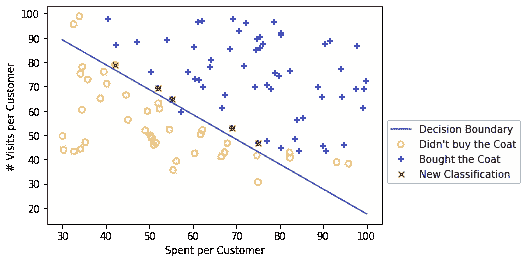 100
90
80
70
60
50
40
30
20
# Visits per Customer
30
40
50
60
70
80
90
100
Spent per Customer
Decision Boundary
Didn't buy the Coat
Bought the Coat
New Classification